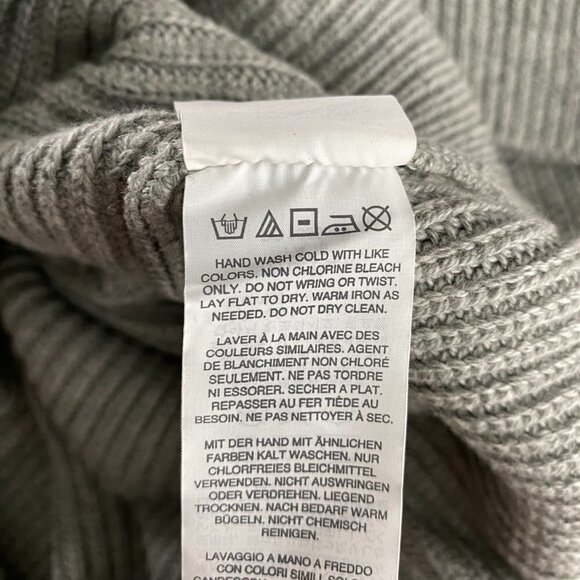 HAND WASH COLD WITH LIKE
COLORS. NON CHLORINE BLEACH
ONLY. DO NOT WRING OR TWIST.
LAY FLAT TO DRY. WARM IRON AS
NEEDED. DO NOT DRY CLEAN.
LAVER À LA MAIN AVEC DES
COULEURS SIMILAIRES. AGENT
DE BLANCHIMENT NON CHLORÉ
SEULEMENT. NE PAS TORDRE
NI ESSORER. SECHER A PLAT.
REPASSER AU FER TIÈDE AU
BESOIN. NE PAS NETTOYER À SEC.
MIT DER HAND MIT ÄHNLICHEN
FARBEN KALT WASCHEN. NUR
CHLORFREIES BLEICHMITTEL
VERWENDEN. NICHT AUSWRINGEN
ODER VERDREHEN. LIEGEND
TROCKNEN. NACH BEDARF WARM
BÜGELN. NICHT CHEMISCH
REINIGEN.
LAVAGGIO A MANO A FREDDO
CON COLORI SIMILI